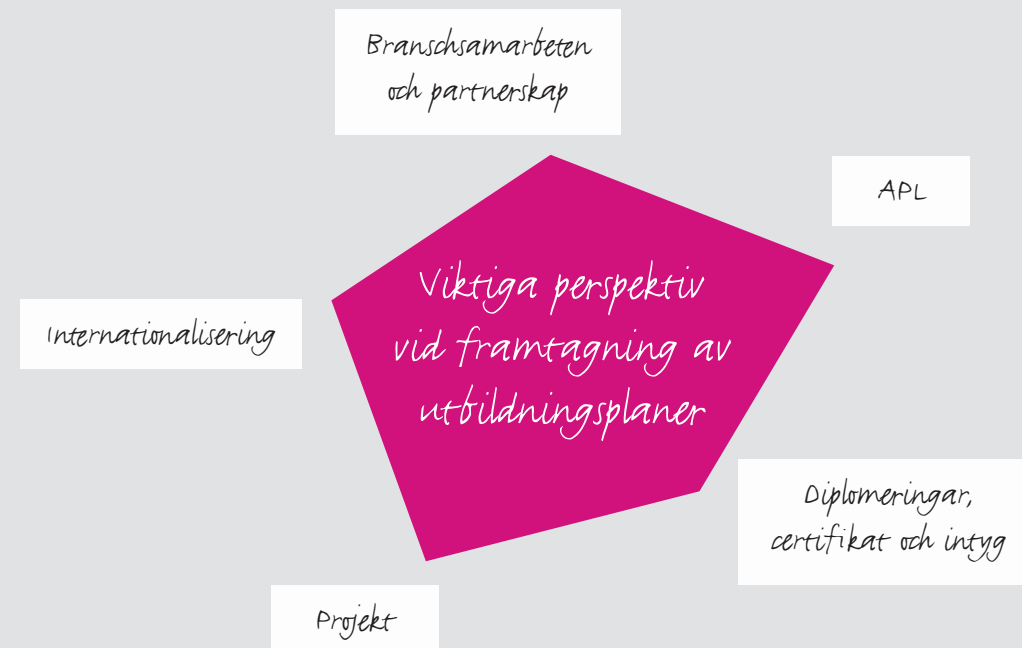 Branschsamarbeten
och partnerskap
APL
Viktiga perspektiv
vid framtagning av
utbildningsplaner
Internationalisering
Diplomeringar,
certifikat och intyg
Projekt